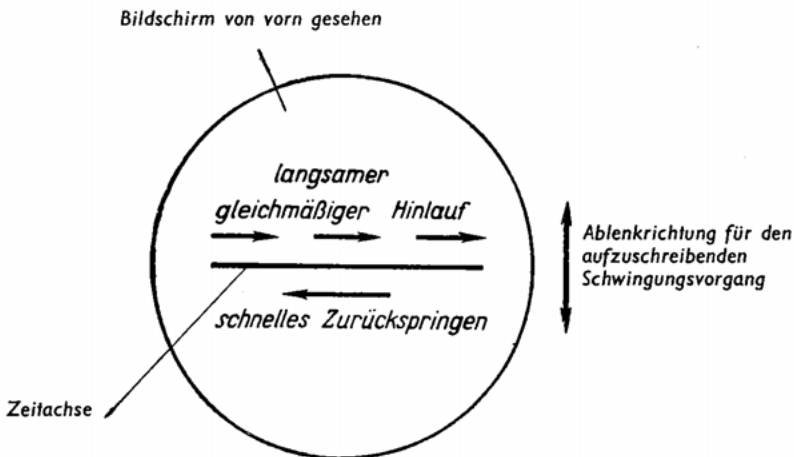 Bildschirm von vorn gesehen
langsamer
gleichmäßiger Hinlauf
Ablenkrichtung für den
aufzuschreibenden
Schwingungsvorgang
schnelles Zurückspringen
Zeitachse